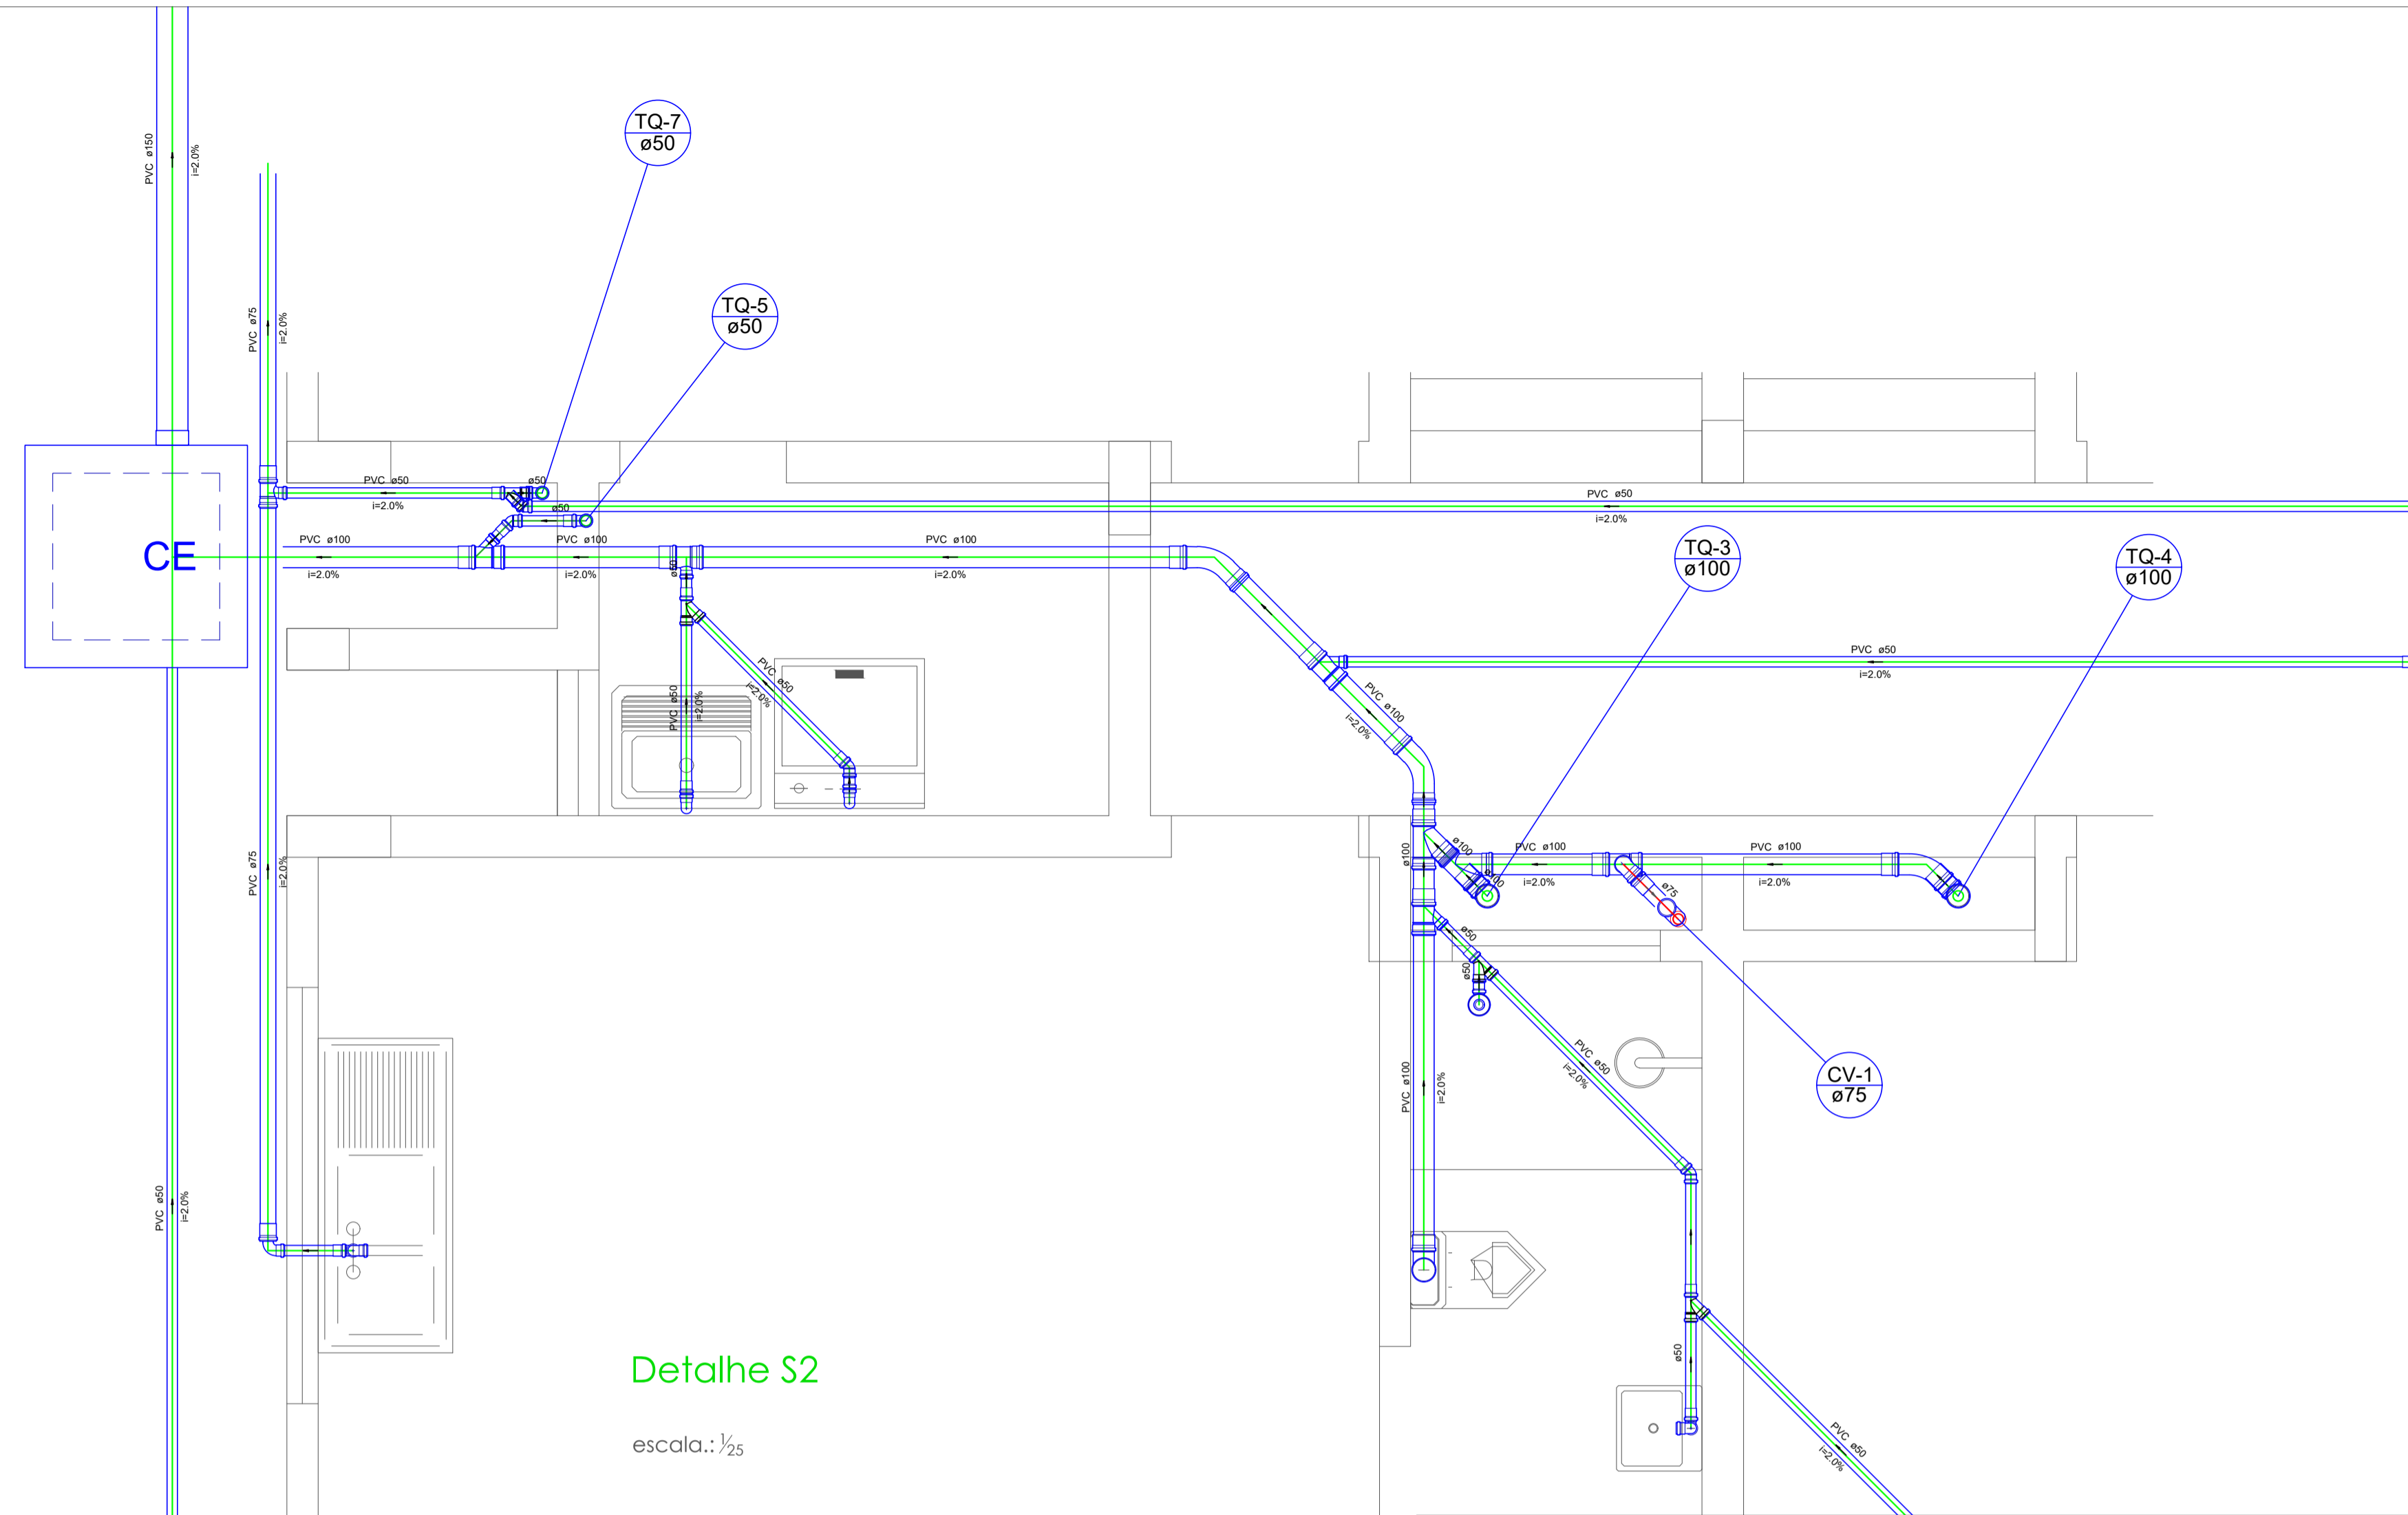 TQ-7
ø50
PVC ø150
i=2.0%
TQ-5
ø50
PVC ø75
i=2.0%
PVC ø50
i=2.0%
ø50
ø50
PVC ø50
i=2.0%
CE
PVC ø100
i=2.0%
PVC ø100
i=2.0%
PVC ø100
i=2.0%
ø50
TQ-3
ø100
TQ-4
ø100
PVC ø50
i=2.0%
PVC ø50
i=2.0%
PVC ø50
i=2.0%
PVC ø100
i=2.0%
PVC ø75
i=2.0%
ø100
ø100
ø100
PVC ø100
i=2.0%
PVC ø100
i=2.0%
ø75
ø50
ø50
PVC ø50
i=2.0%
PVC ø100
i=2.0%
CV-1
ø75
PVC ø50
i=2.0%
ø50
PVC ø50
i=2.0%
Detalhe S2
escala.: 1/25